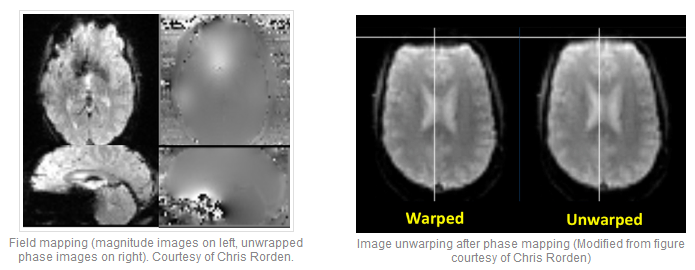 Warped
Unwarped
Field mapping (magnitude images on left, unwrapped
phase images on right). Courtesy of Chris Rorden.
Image unwarping after phase mapping (Modified from figure
courtesy of Chris Rorden)